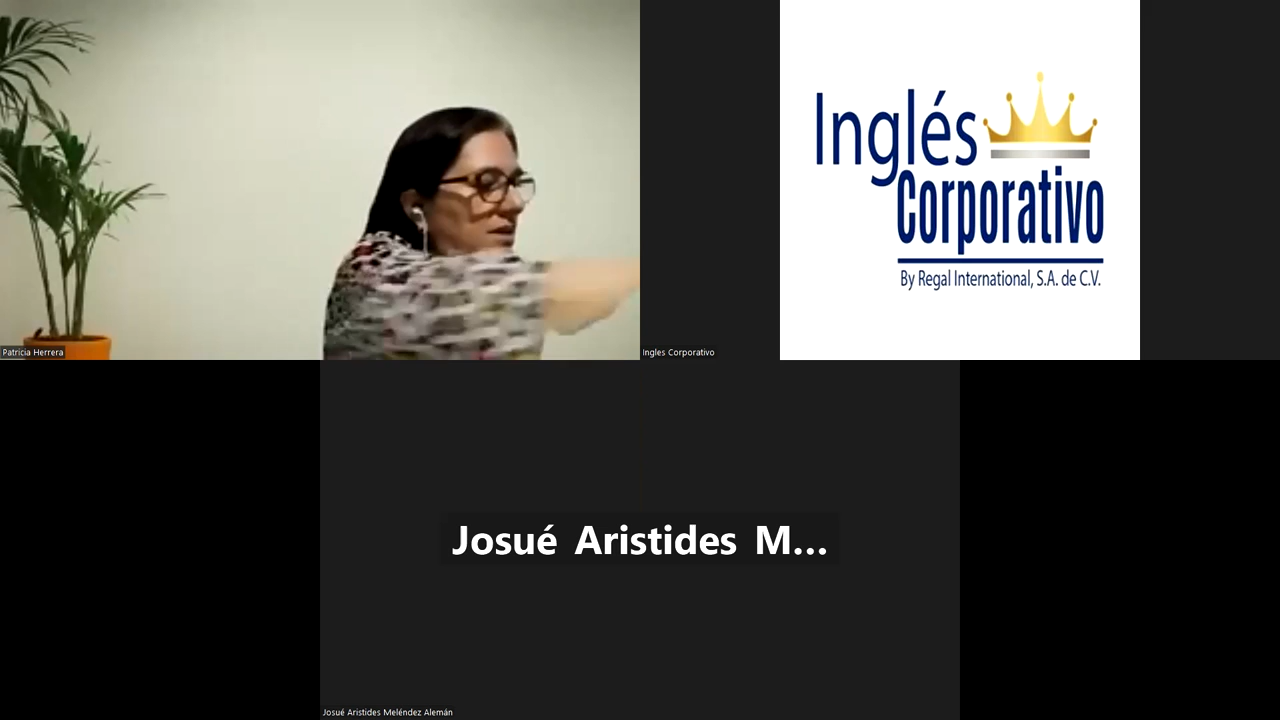 Inglés
Corporativo
By Regal International, S.A. de C.V.
Patricia Herrera
Ingles Corporativo
Josué Aristides M...
Josué Aristides Meléndez Alemán